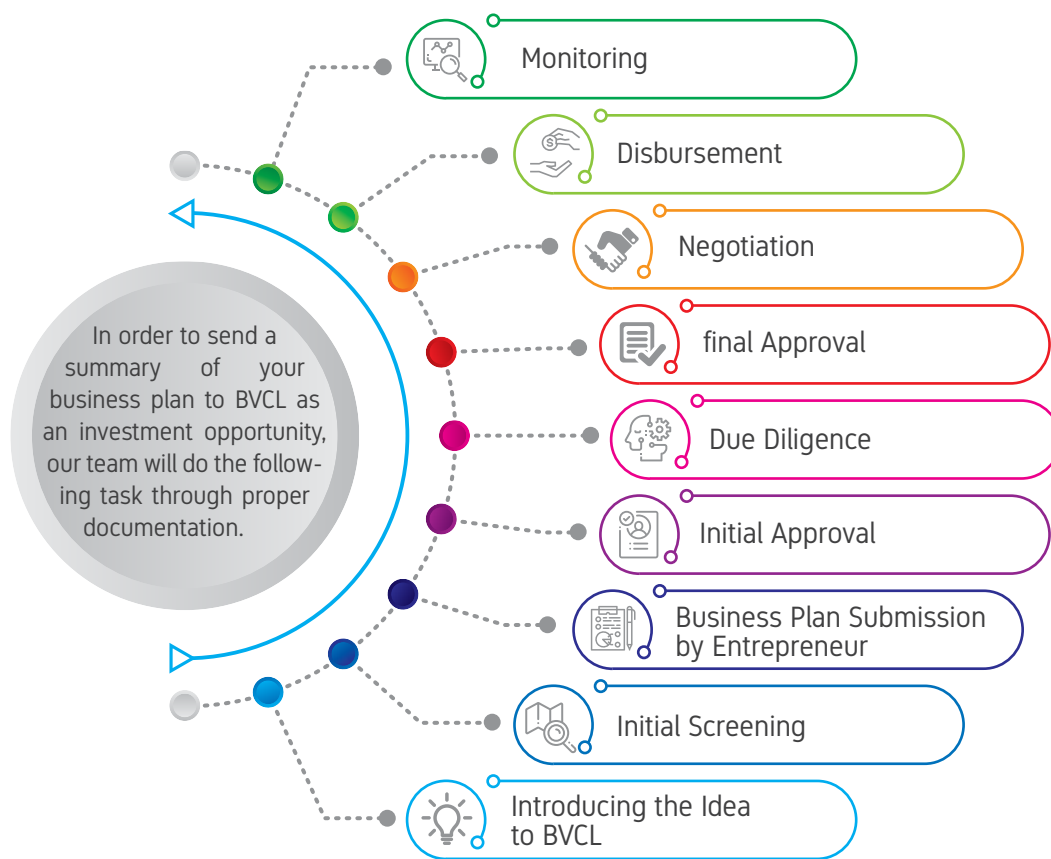 Monitoring
Disbursement
Negotiation
final Approval
Due Diligence
Initial Approval
Business Plan Submission
by Entrepreneur
Initial Screening
Introducing the Idea
to BVCL
In order to send a
summary of your
business plan to BVCL as
an investment opportunity,
our team will do the follow-
ing task through proper
documentation.